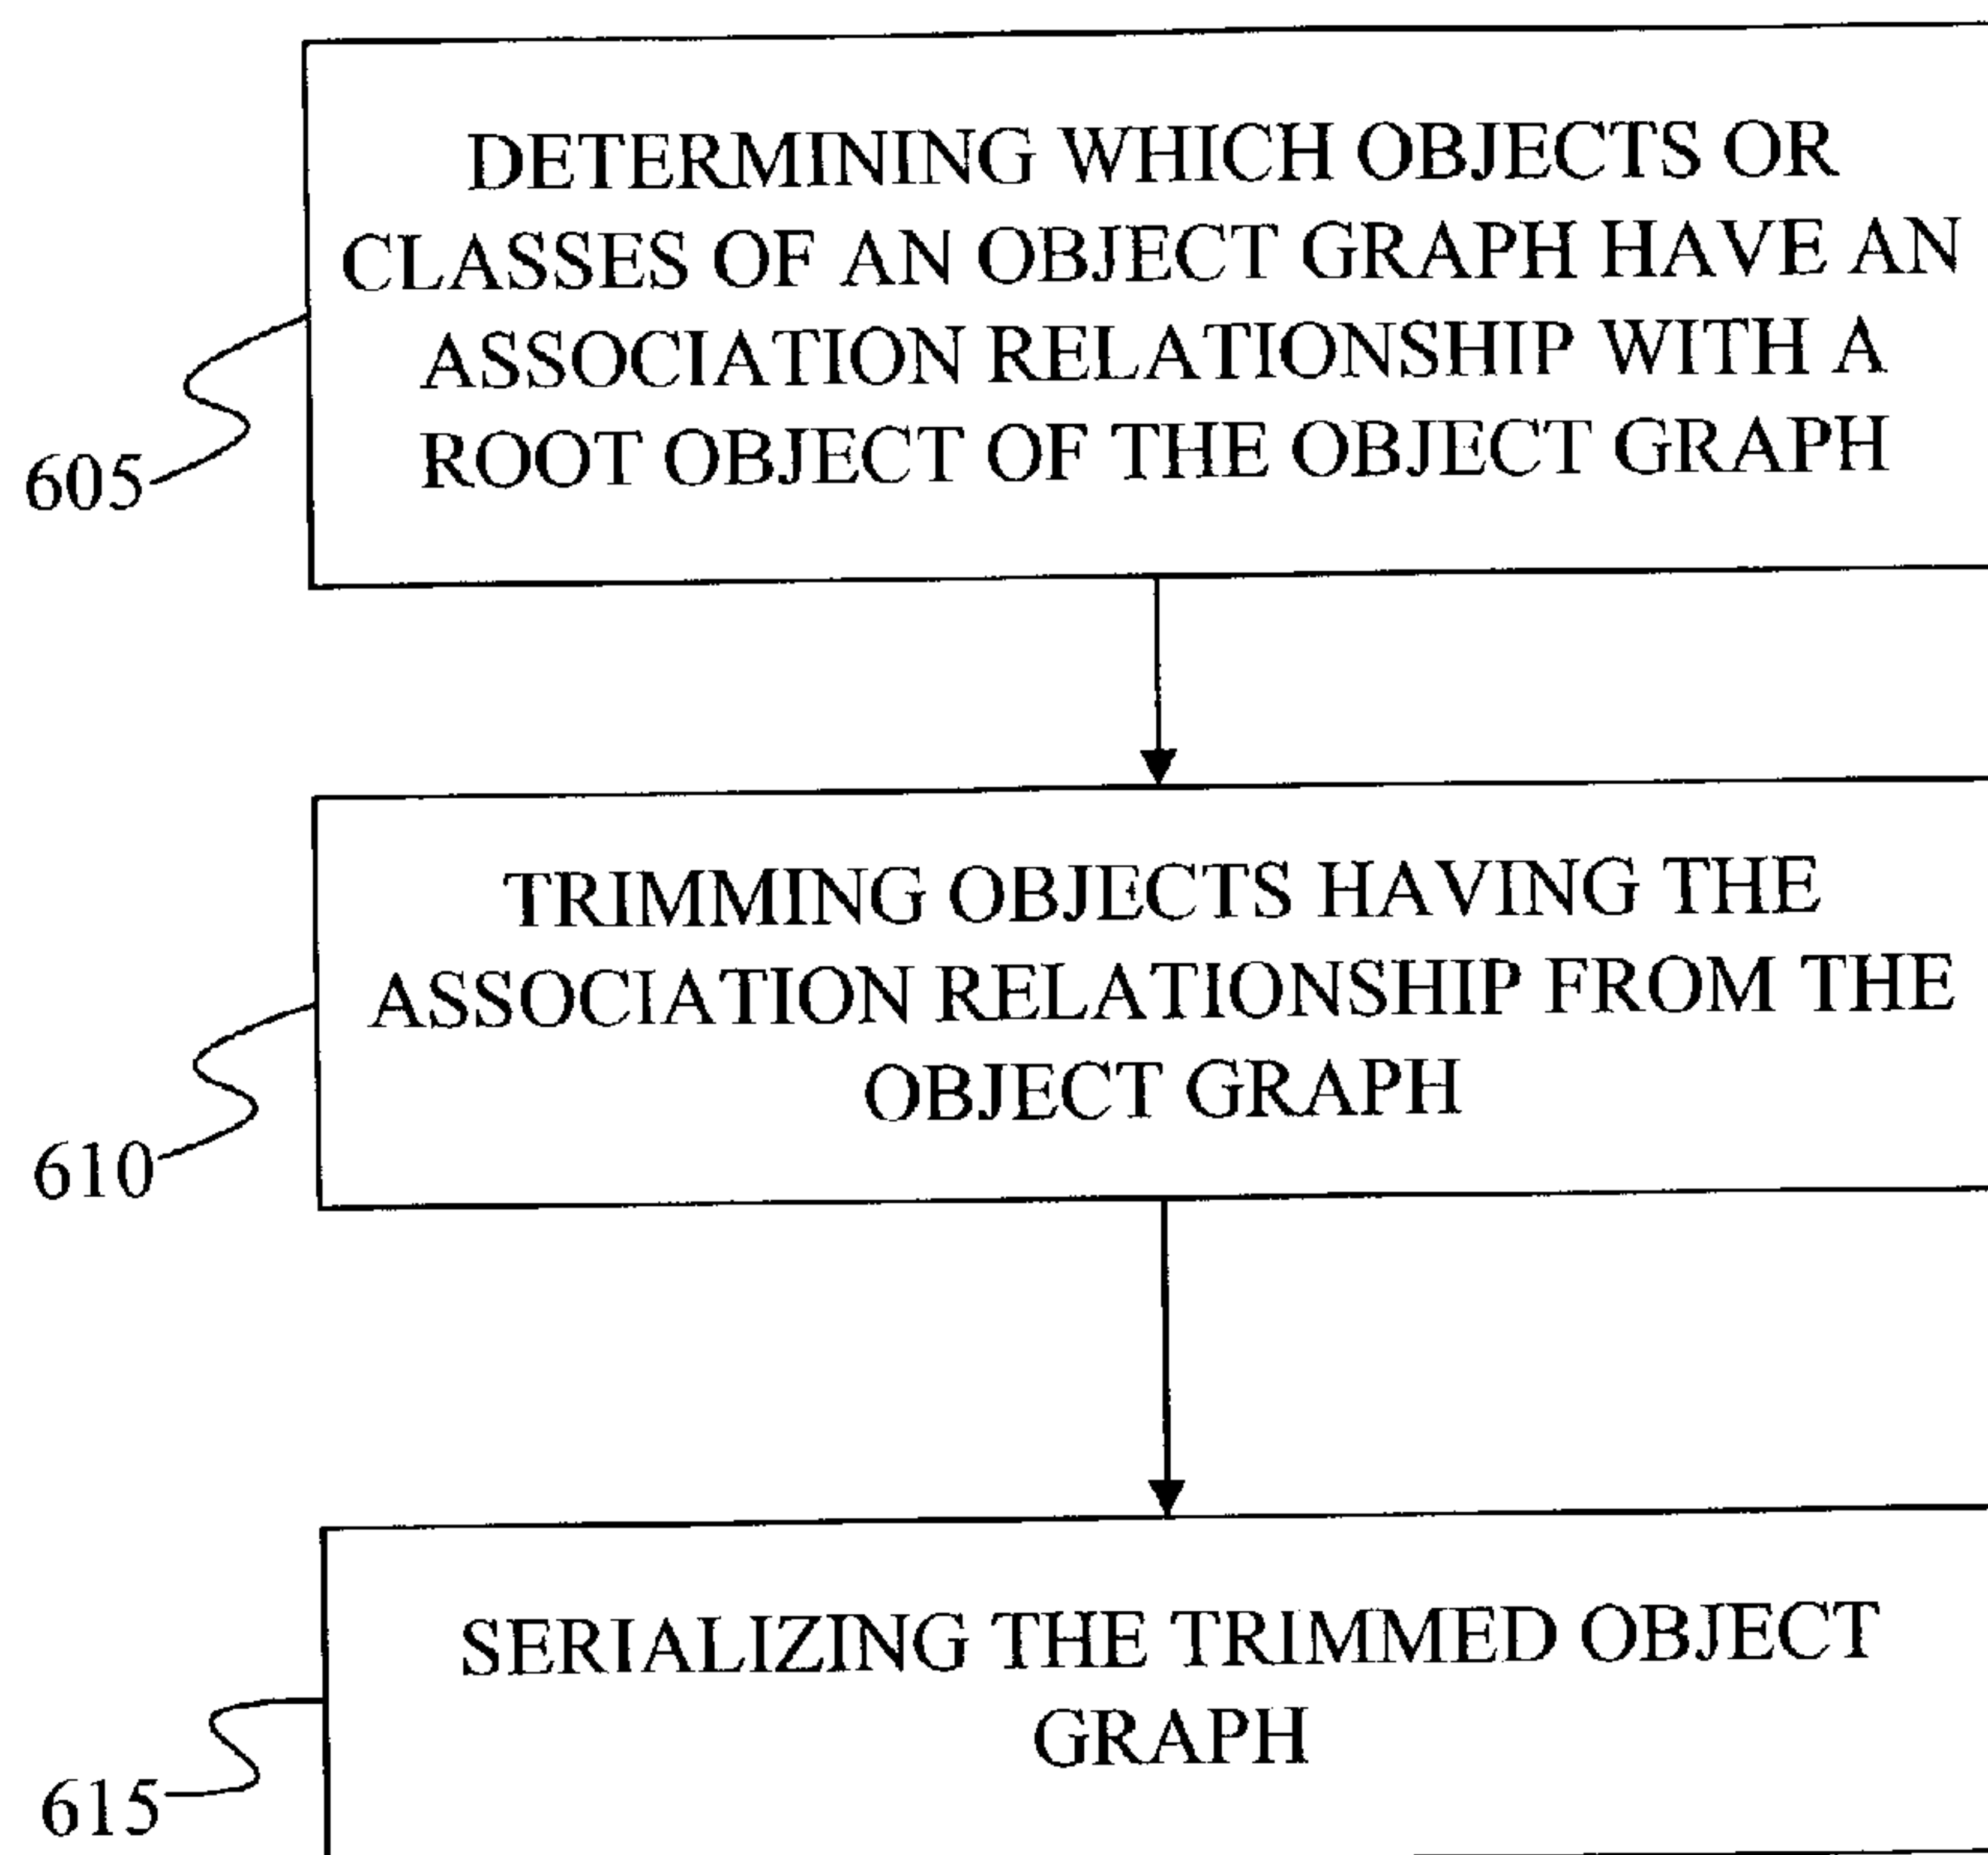 DETERMINING WHICH OBJECTS OR
CLASSES OF AN OBJECT GRAPH HAVE AN
ASSOCIATION RELATIONSHIP WITH A
ROOT OBJECT OF THE OBJECT GRAPH
605
TRIMMING OBJECTS HAVING THE
ASSOCIATION RELATIONSHIP FROM THE
OBJECT GRAPH
610
SERIALIZING THE TRIMMED OBJECT
GRAPH
615